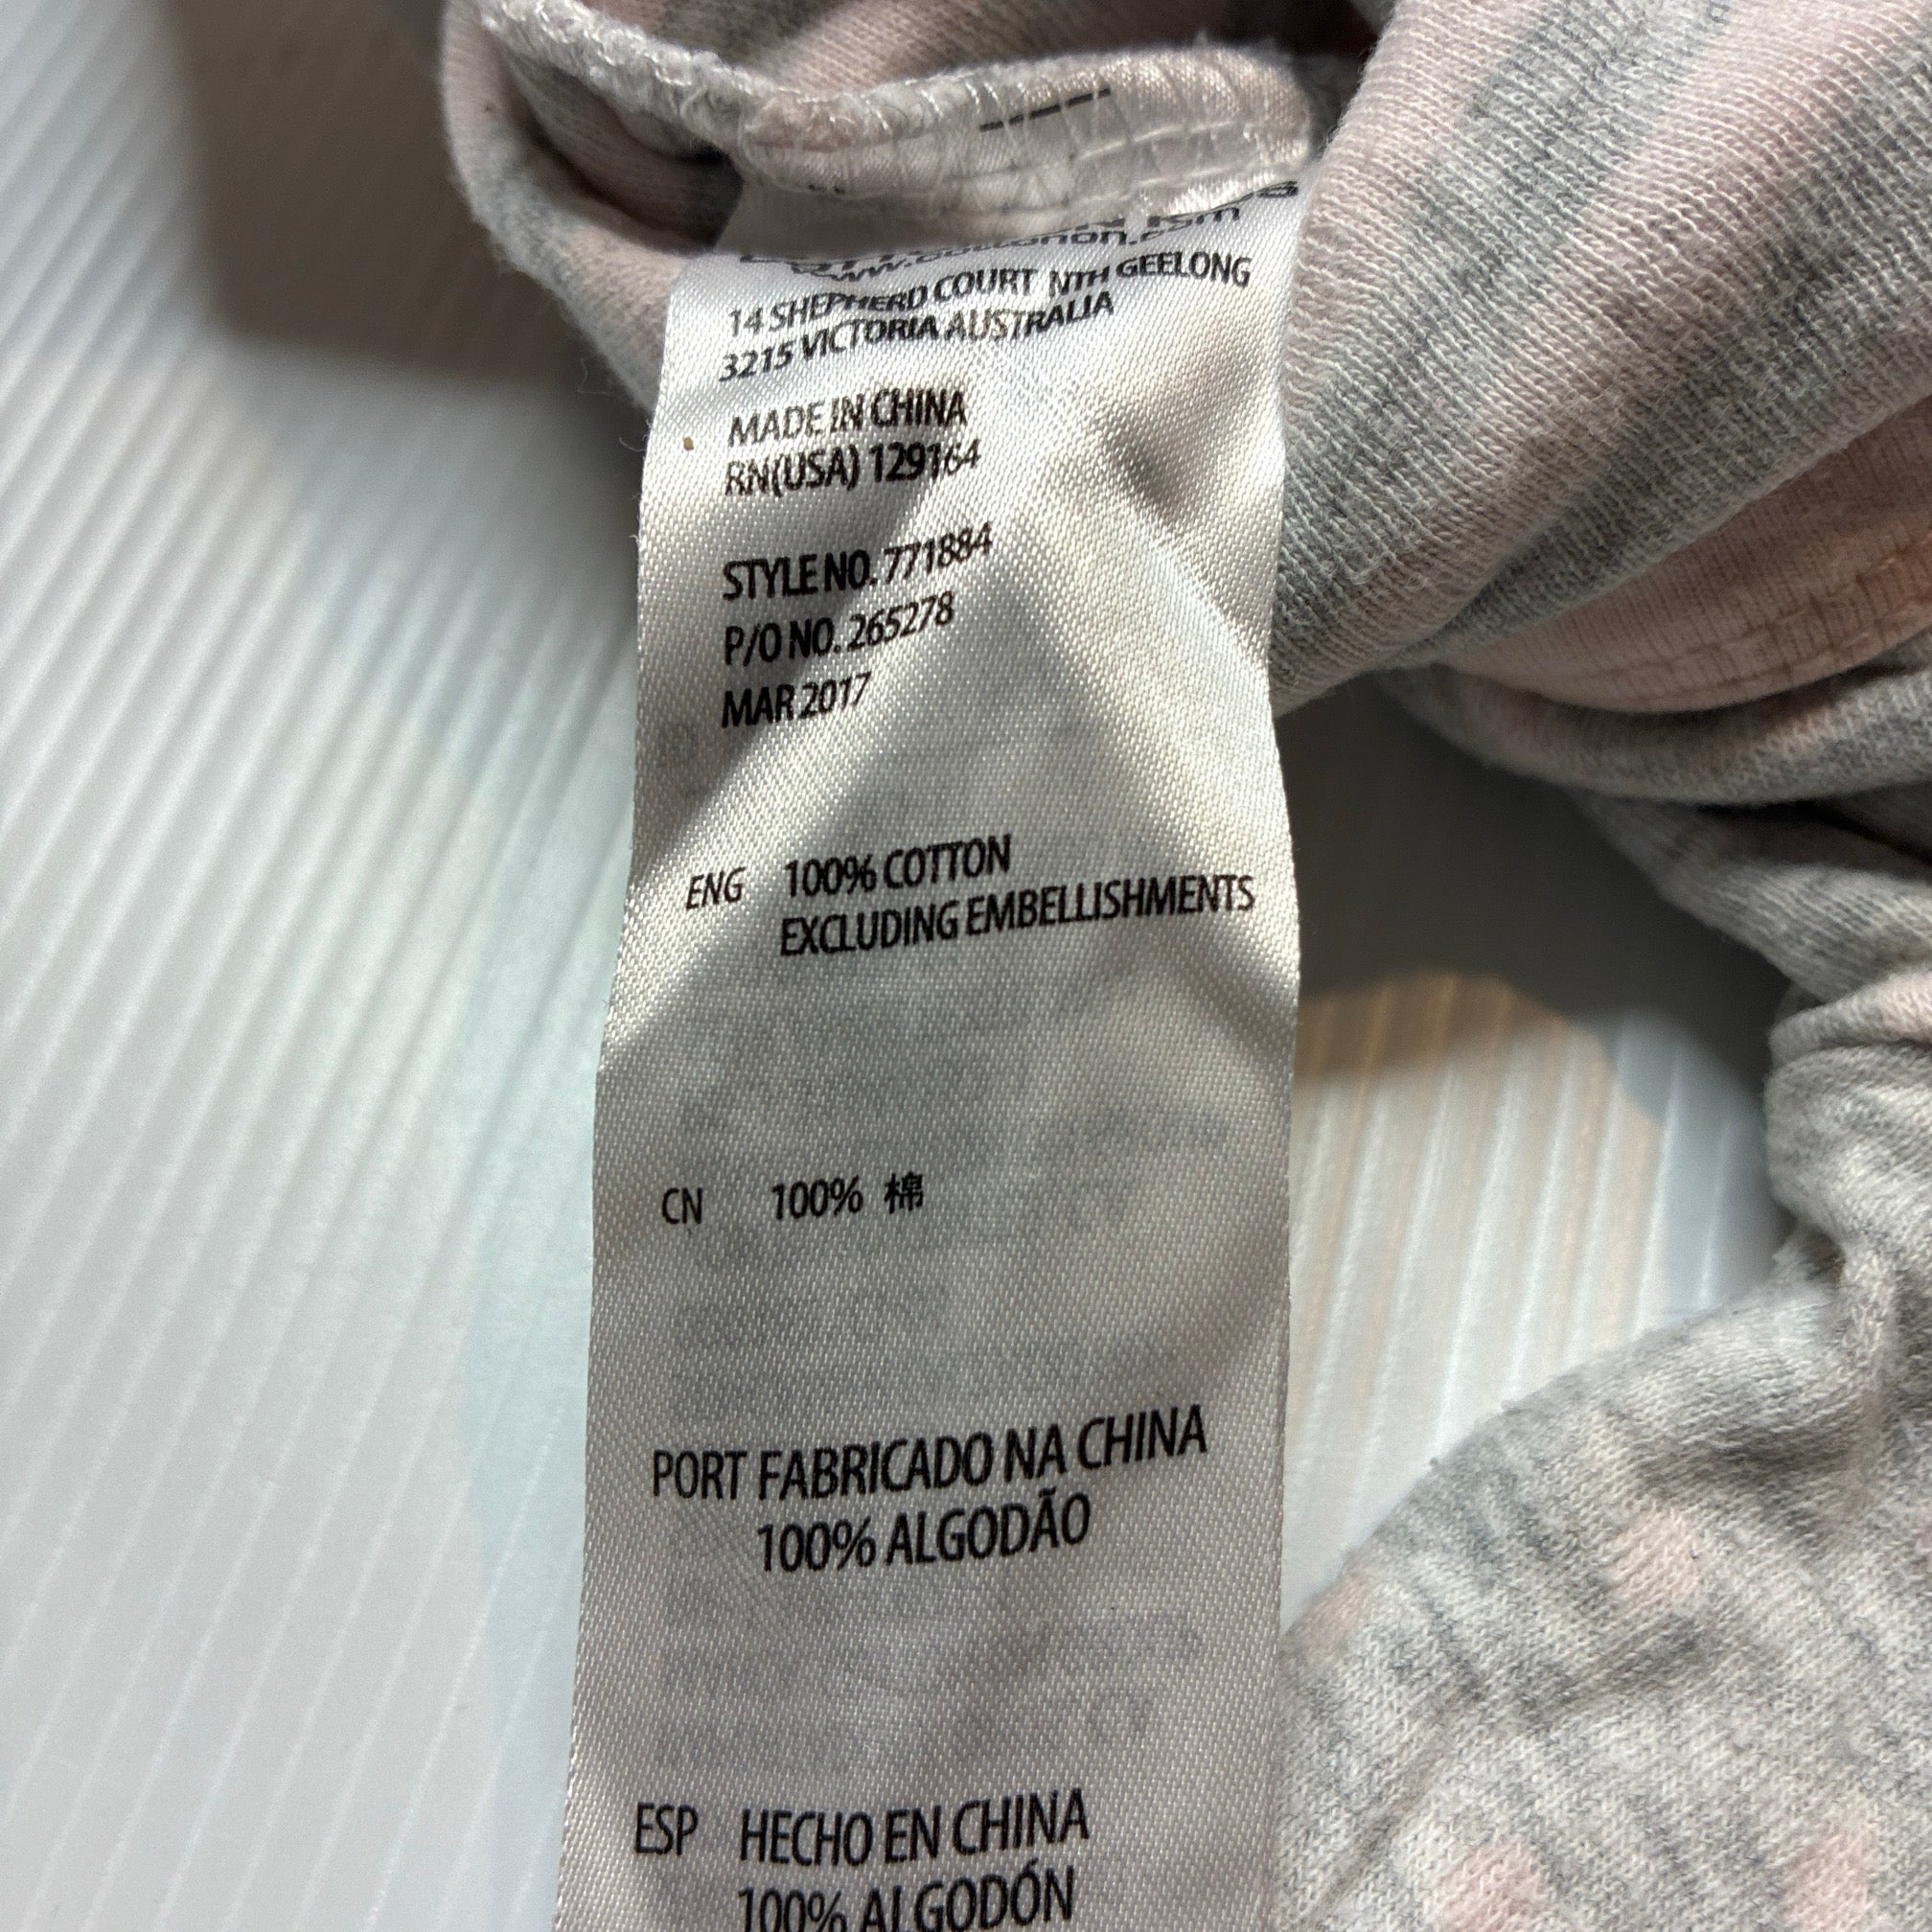 14 SHEPHERD COURT NTH GEELONG
3215 VICTORIA AUSTRALIA
MADE IN CHINA
RN(USA) 129164
STYLE NO. 771884
P/O NO. 265278
MAR 2017
ENG 100% COTTON
EXCLUDING EMBELLISHMENTS
CN 100% 棉
PORT FABRICADO NA CHINA
100% ALGODÃO
ESP HECHO EN CHINA
100% ALGODÓN